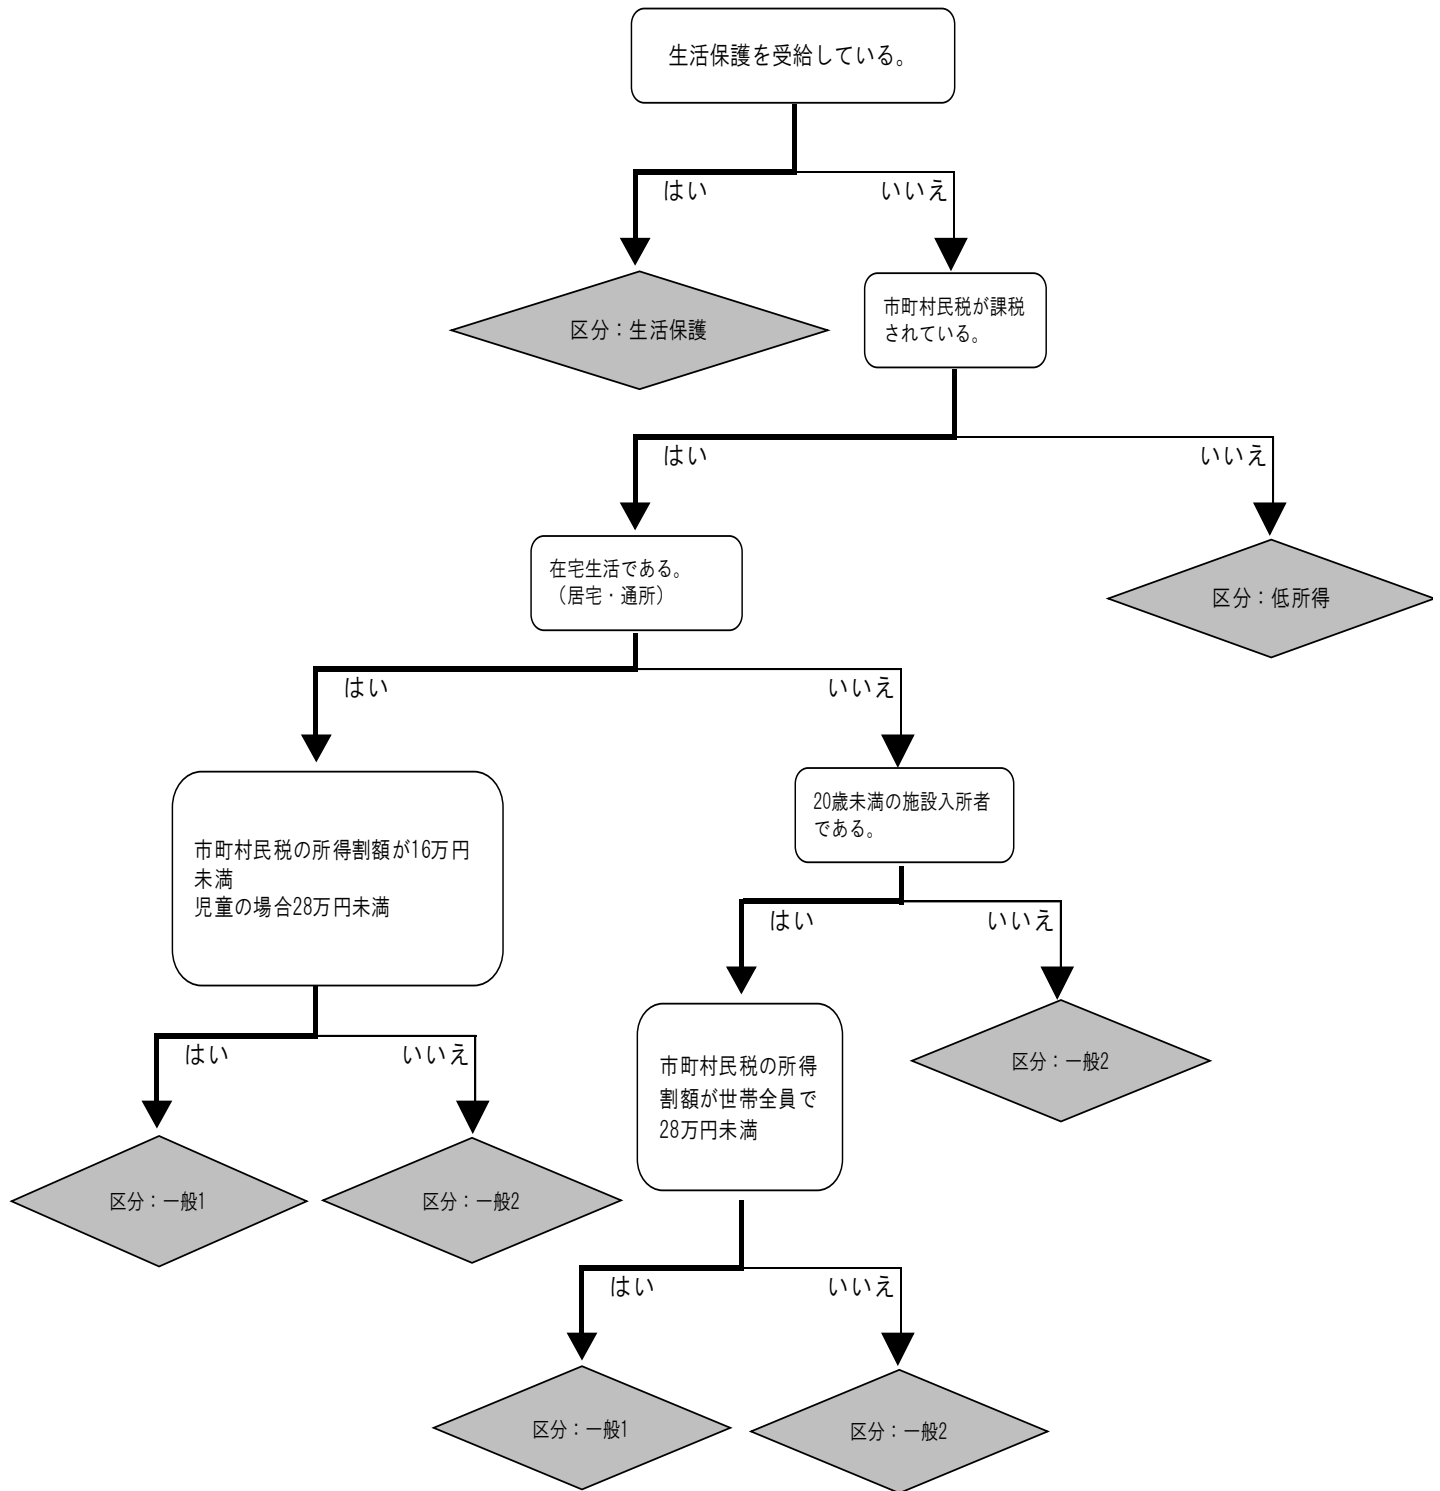 生活保護を受給している。
はい
いいえ
区分：生活保護
市町村民税が課税
されている。
はい
いいえ
在宅生活である。
（居宅・通所）
区分：低所得
はい
いいえ
市町村民税の所得割額が16万円
未満
児童の場合28万円未満
20歳未満の施設入所者
である。
はい
いいえ
市町村民税の所得
割額が世帯全員で
28万円未満
区分：一般2
はい
いいえ
区分：一般1
区分：一般2
はい
いいえ
区分：一般1
区分：一般2